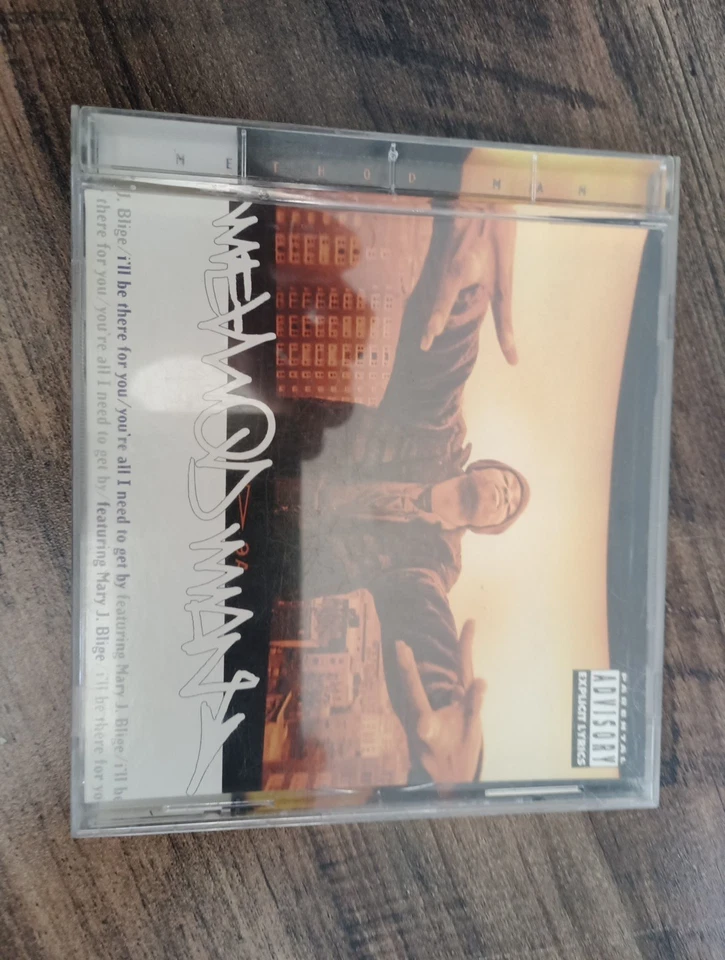 METHOD MAN
PARENTAL
ADVISORY
EXPLICIT LYRICS
METHOD MAN
J. Blige/i'll be there for you/you're all I need to get by featuring Mary J. Blige/i'll be
there for you/you're all I need to get by/featuring Mary J. Blige/i'll be there for yo